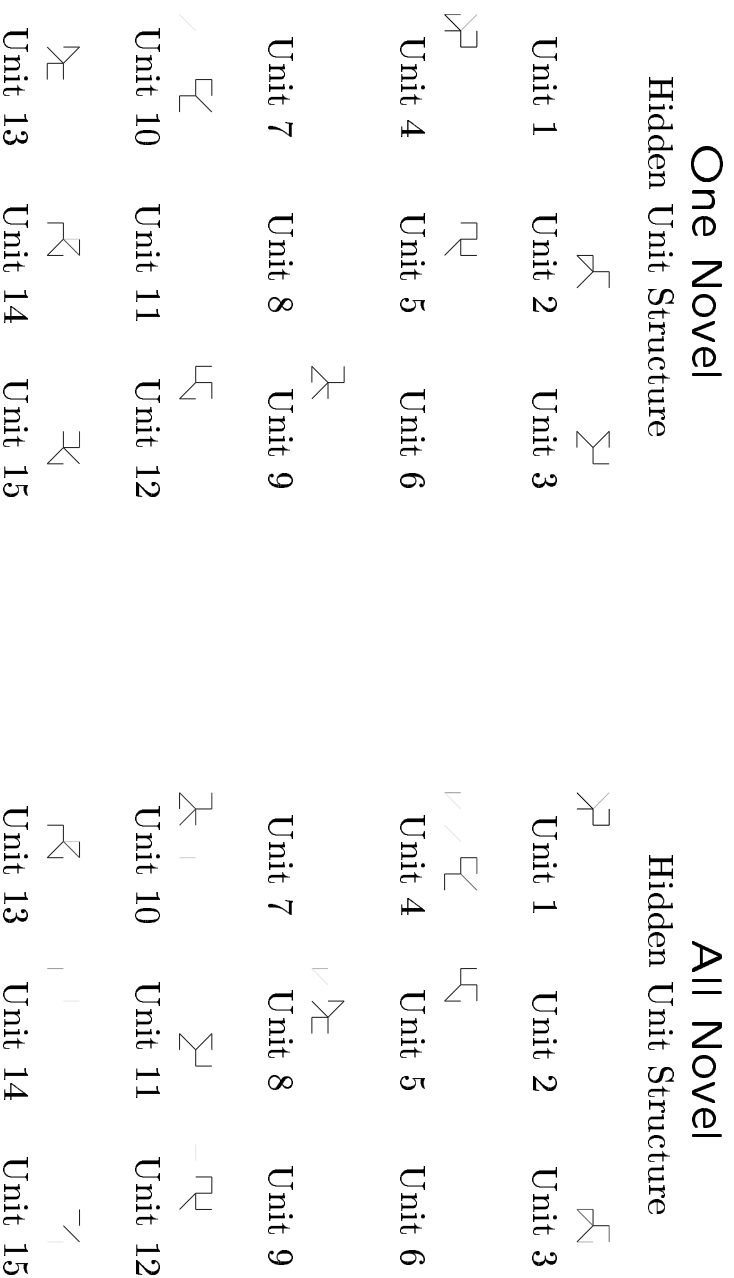 One Novel
Hidden Unit Structure
Unit 1
Unit 2
Unit 3
Unit 4
Unit 5
Unit 6
Unit 7
Unit 8
Unit 9
Unit 10
Unit 11
Unit 12
Unit 13
Unit 14
Unit 15
All Novel
Hidden Unit Structure
Unit 1
Unit 2
Unit 3
Unit 4
Unit 5
Unit 6
Unit 7
Unit 8
Unit 9
Unit 10
Unit 11
Unit 12
Unit 13
Unit 14
Unit 15